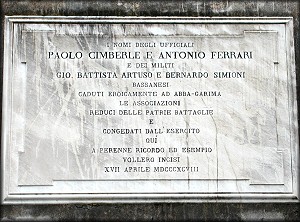 I NOMI DEGLI UFFICIALI
PAOLO CIMBERLE E ANTONIO FERRARI
E DEI MILITI
GIO. BATTISTA ARTUSO E BERNARDO SIMIONI
BASSANESI
CADUTI EROICAMENTE AD ABBA-GARIMA
LE ASSOCIAZIONI
REDUCI DELLE PATRIE BATTAGLIE
E
CONGEDATI DALL'ESERCITO
QUÌ
A PERENNE RICORDO ED ESEMPIO
VOLLERO INCISI
XVII APRILE MDCCCXCVIII